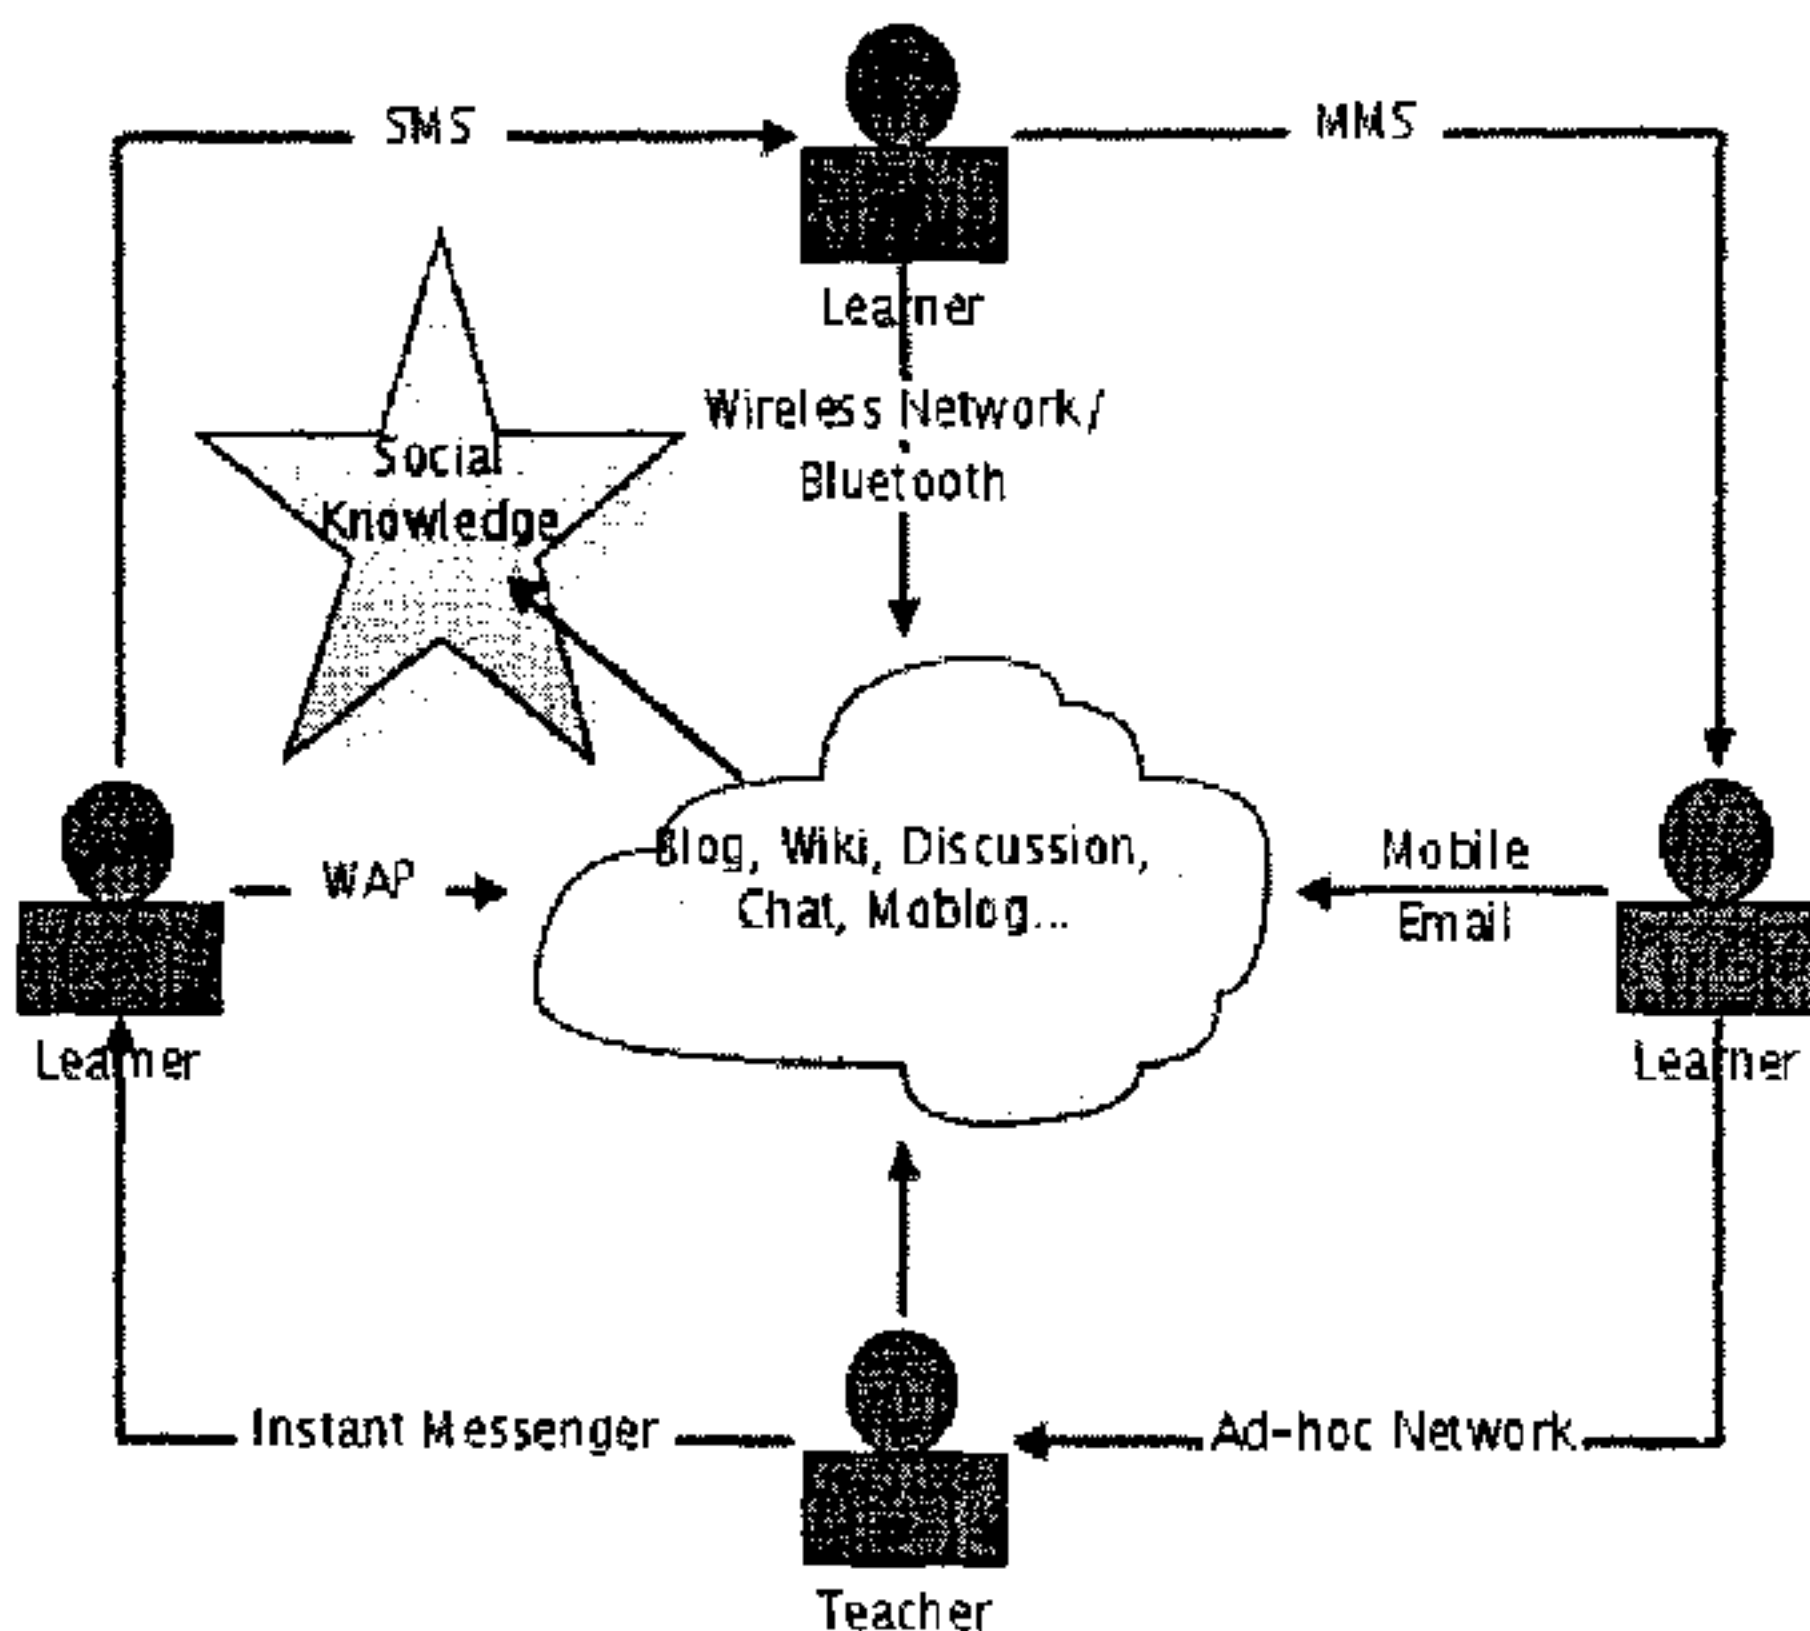 SMS
MMS
Learner
Wireless Network/
Bluetooth
Social
Knowledge
Blog, Wiki, Discussion,
Chat, Moblog...
WAP
Mobile
Email
Learner
Learner
Instant Messenger
Ad-hoc Network
Teacher